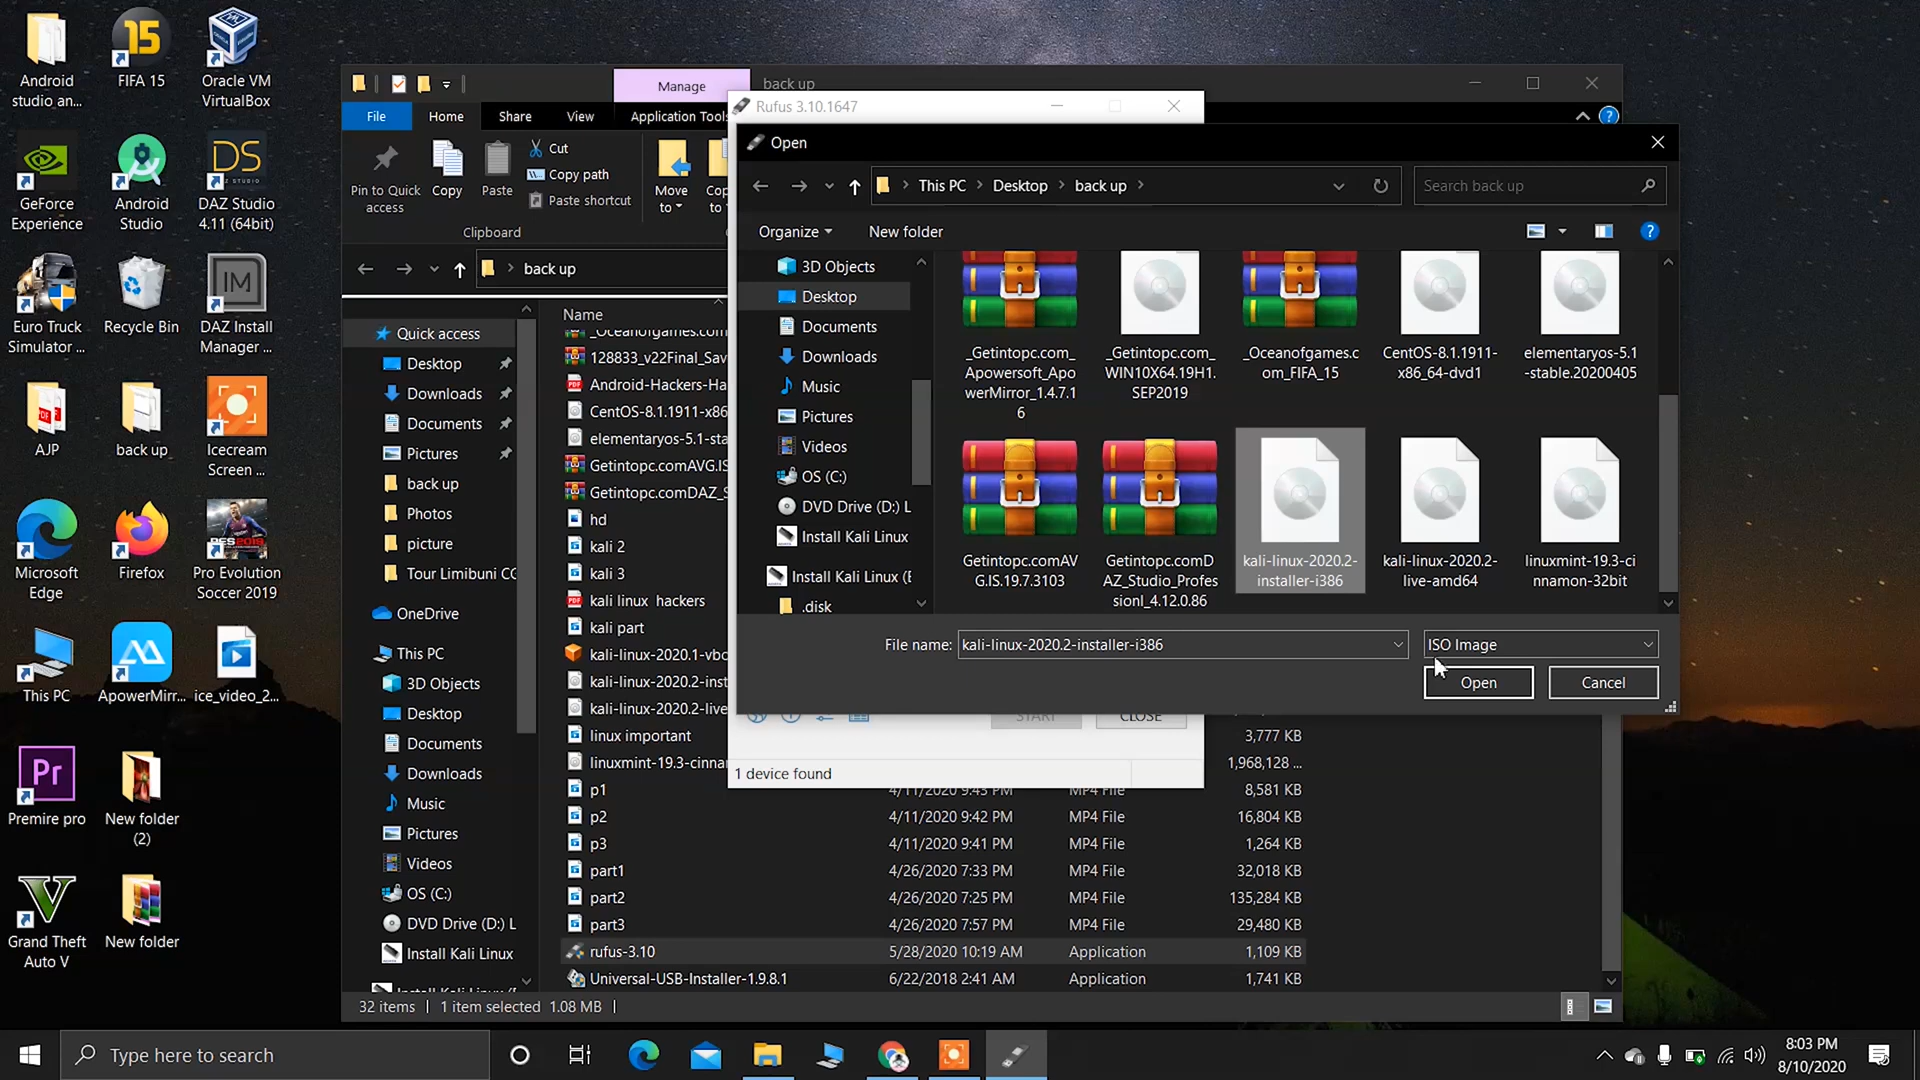 Android
studio an...
FIFA 15
Oracle VM
VirtualBox
GeForce
Experience
Android
Studio
DAZ Studio
4.11 (64bit)
Euro Truck
Simulator ...
Recycle Bin
DAZ Install
Manager ...
AJP
back up
Icecream
Screen ...
Microsoft
Edge
Firefox
Pro Evolution
Soccer 2019
This PC
ApowerMirr...
ice_video_2...
Premire pro
New folder
(2)
Grand Theft
Auto V
New folder
Manage
back up
File
Home
Share
View
Application Tools
Pin to Quick
access
Copy
Paste
Cut
Copy path
Paste shortcut
Move
to
Clipboard
back up
Quick access
Desktop
Downloads
Documents
Pictures
back up
Photos
picture
Tour Limibuni CG
OneDrive
This PC
3D Objects
Desktop
Documents
Downloads
Music
Pictures
Videos
OS (C:)
DVD Drive (D:) L
Install Kali Linux
Name
_Oceanofgames.com
128833_v22Final_Sav
Android-Hackers-Ha
CentOS-8.1.1911-x86
elementaryos-5.1-sta
Getintopc.comAVG.IS
Getintopc.comDAZ_S
hd
kali 2
kali 3
kali linux hackers
kali part
kali-linux-2020.1-vbo
kali-linux-2020.2-inst
kali-linux-2020.2-live
linux important
3,777 KB
linuxmint-19.3-cinna
1,968,128 ...
p1 4/11/2020 9:43 PM MP4 File 8,581 KB
p2 4/11/2020 9:42 PM MP4 File 16,804 KB
p3 4/11/2020 9:41 PM MP4 File 1,264 KB
part1 4/26/2020 7:33 PM MP4 File 32,018 KB
part2 4/26/2020 7:25 PM MP4 File 135,284 KB
part3 4/26/2020 7:57 PM MP4 File 29,480 KB
rufus-3.10 5/28/2020 10:19 AM Application 1,109 KB
Universal-USB-Installer-1.9.8.1 6/22/2018 2:41 AM Application 1,741 KB
32 items
1 item selected 1.08 MB
Rufus 3.10.1647
START
CLOSE
1 device found
Open
This PC > Desktop > back up >
Search back up
Organize
New folder
3D Objects
Desktop
Documents
Downloads
Music
Pictures
Videos
OS (C:)
DVD Drive (D:) L
Install Kali Linux
Install Kali Linux (E
.disk
_Getintopc.com_
Apowersoft_Apo
werMirror_1.4.7.1
6
_Getintopc.com_
WIN10X64.19H1.
SEP2019
_Oceanofgames.c
om_FIFA_15
CentOS-8.1.1911-
x86_64-dvd1
elementaryos-5.1
-stable.20200405
Getintopc.comAV
G.IS.19.7.3103
Getintopc.comD
AZ_Studio_Profes
sionl_4.12.0.86
kali-linux-2020.2-
installer-i386
kali-linux-2020.2-
live-amd64
linuxmint-19.3-ci
nnamon-32bit
File name: kali-linux-2020.2-installer-i386
ISO Image
Open
Cancel
Type here to search
8:03 PM
8/10/2020